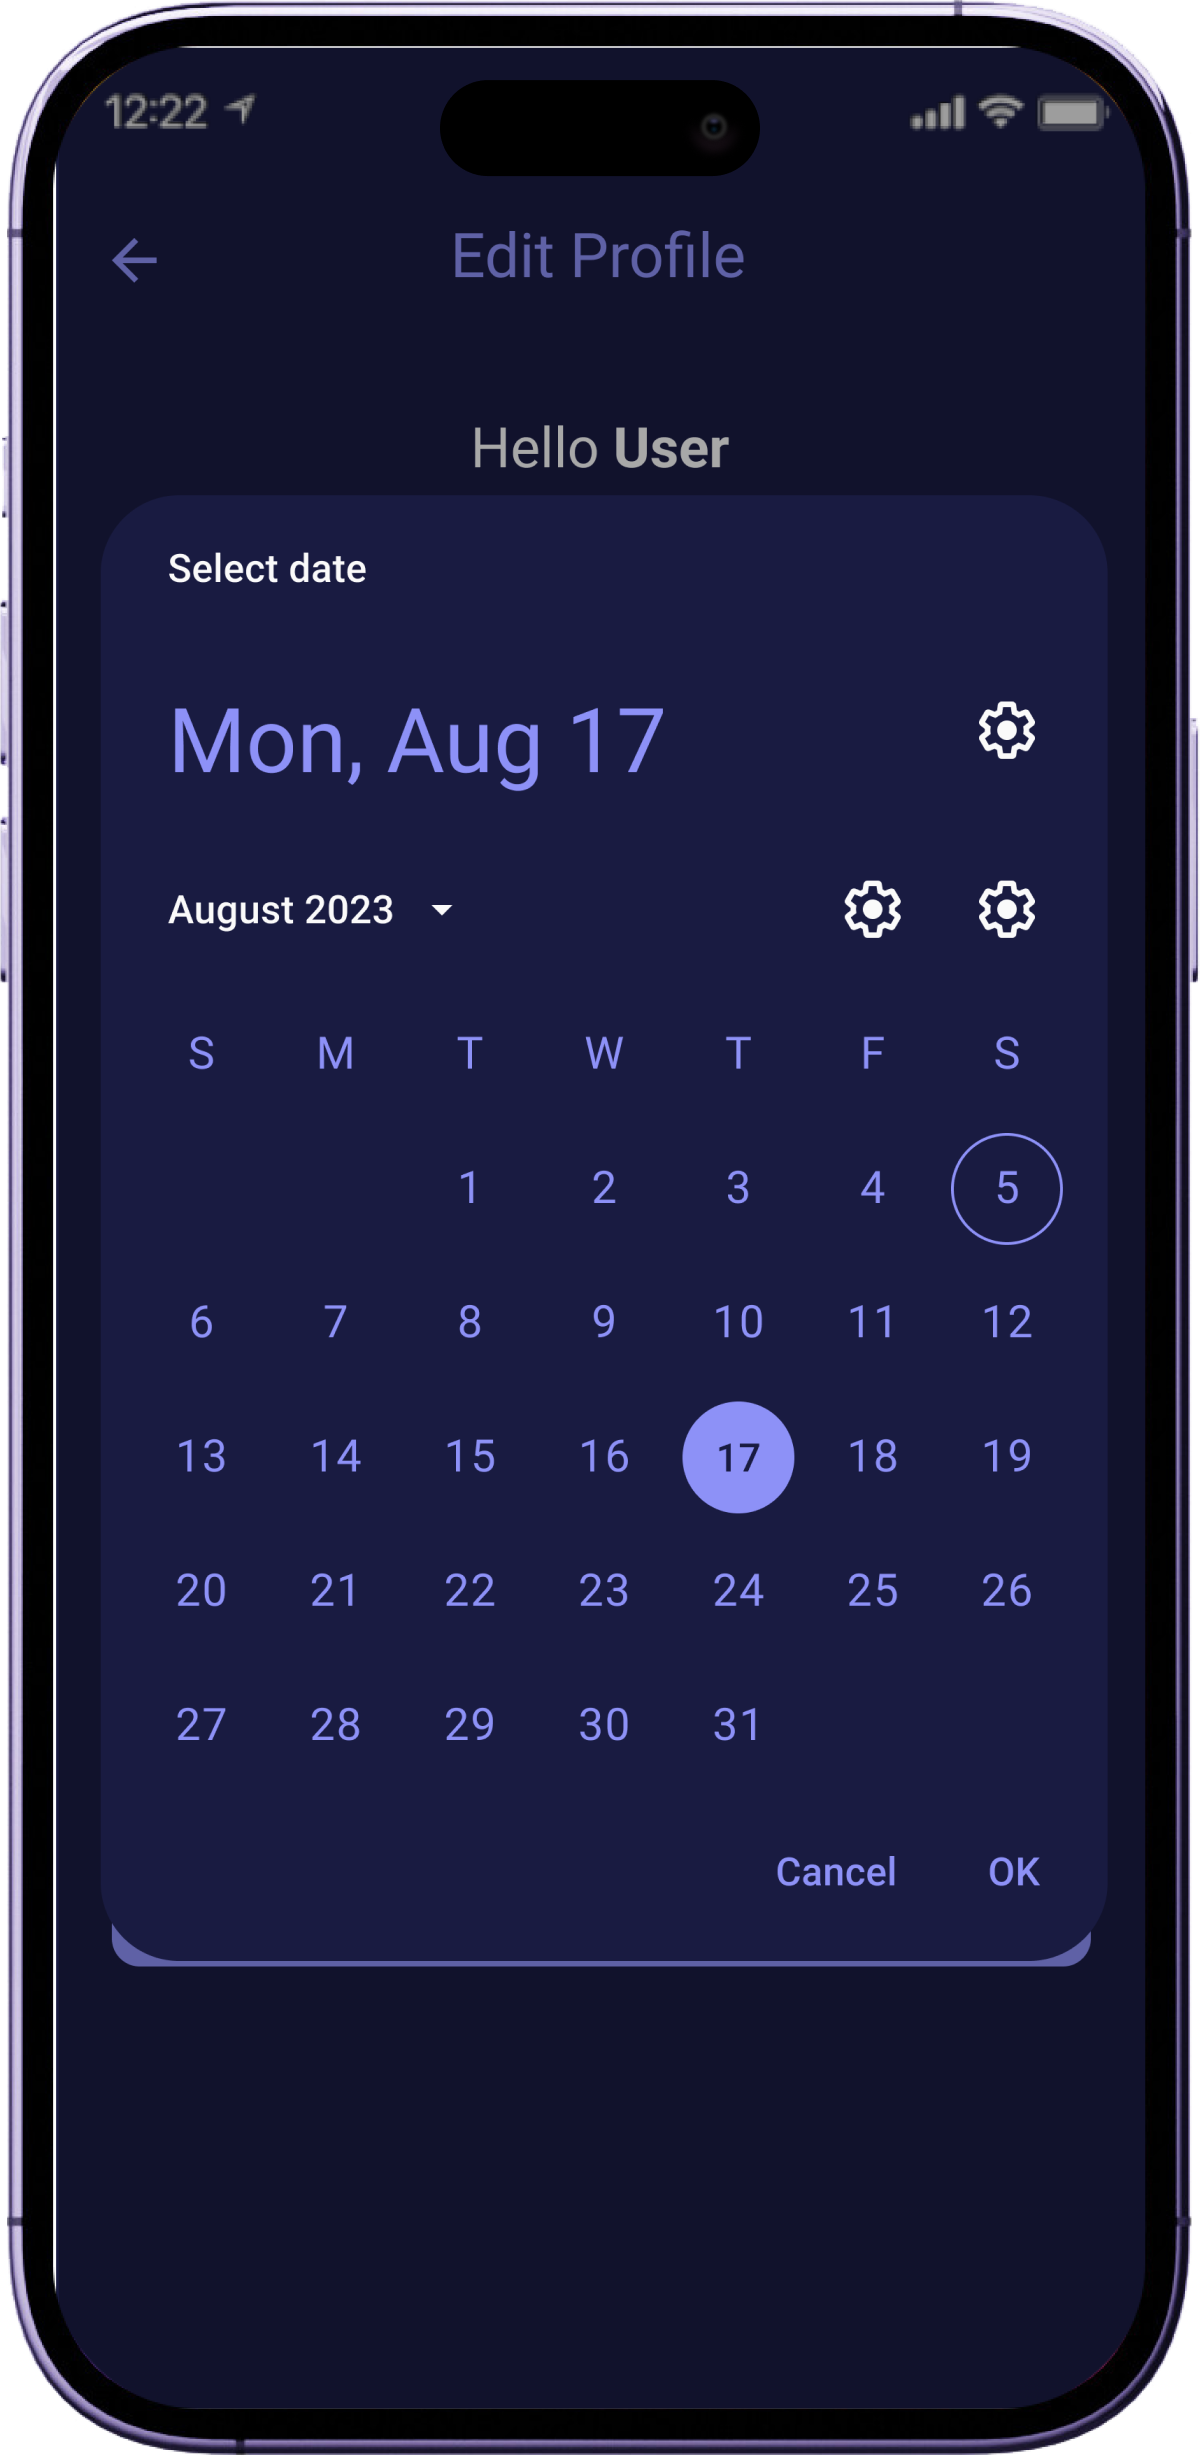 12:22
Edit Profile
Hello User
Select date
Mon, Aug 17
August 2023
S M T W T F S
1 2 3 4 5
6 7 8 9 10 11 12
13 14 15 16 17 18 19
20 21 22 23 24 25 26
27 28 29 30 31
Cancel OK